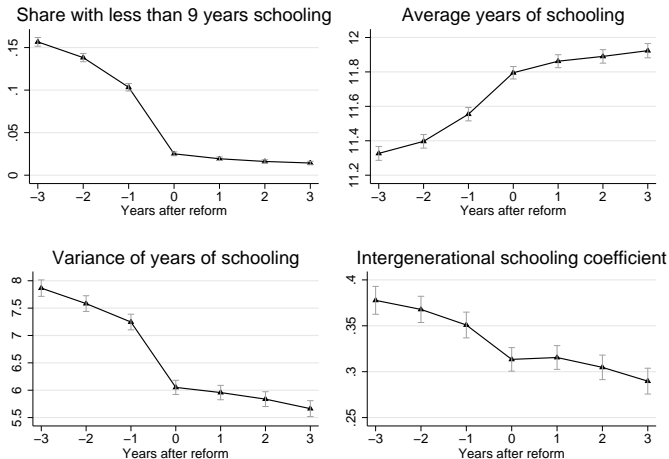 Share with less than 9 years schooling
.15
.1
.05
0
−3 −2 −1 0 1 2 3
Years after reform
Average years of schooling
12
11.8
11.6
11.4
11.2
−3 −2 −1 0 1 2 3
Years after reform
Variance of years of schooling
8
7.5
7
6.5
6
5.5
−3 −2 −1 0 1 2 3
Years after reform
Intergenerational schooling coefficient
.4
.35
.3
.25
−3 −2 −1 0 1 2 3
Years after reform